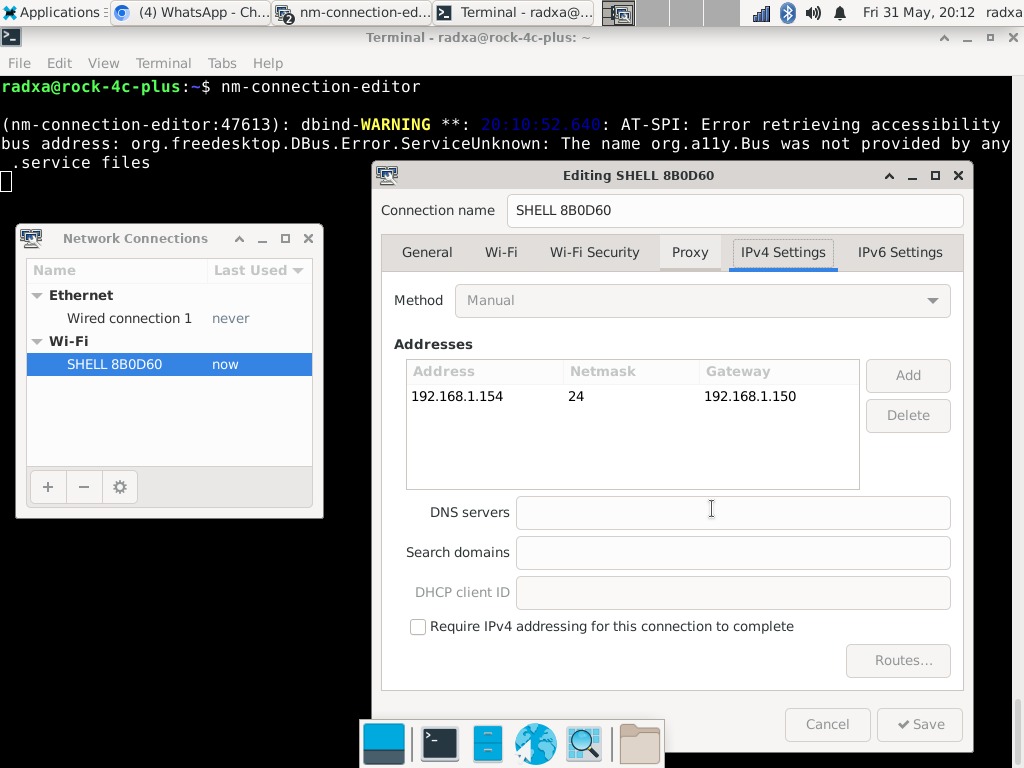 Applications
(4) WhatsApp - Ch...
2
nm-connection-ed...
Terminal - radxa@...
Fri 31 May, 20:12
radxa
Terminal - radxa@rock-4c-plus: ~
File Edit View Terminal Tabs Help
radxa@rock-4c-plus:~$ nm-connection-editor
(nm-connection-editor:47613): dbind-WARNING **: 20:10:52.640: AT-SPI: Error retrieving accessibility
bus address: org.freedesktop.DBus.Error.ServiceUnknown: The name org.a11y.Bus was not provided by any
.service files
Network Connections
Name Last Used
Ethernet
Wired connection 1 never
Wi-Fi
SHELL 8B0D60 now
Editing SHELL 8B0D60
Connection name SHELL 8B0D60
General Wi-Fi Wi-Fi Security Proxy IPv4 Settings IPv6 Settings
Method Manual
Addresses
Address Netmask Gateway
192.168.1.154 24 192.168.1.150
Add
Delete
DNS servers
Search domains
DHCP client ID
Require IPv4 addressing for this connection to complete
Routes...
Cancel Save